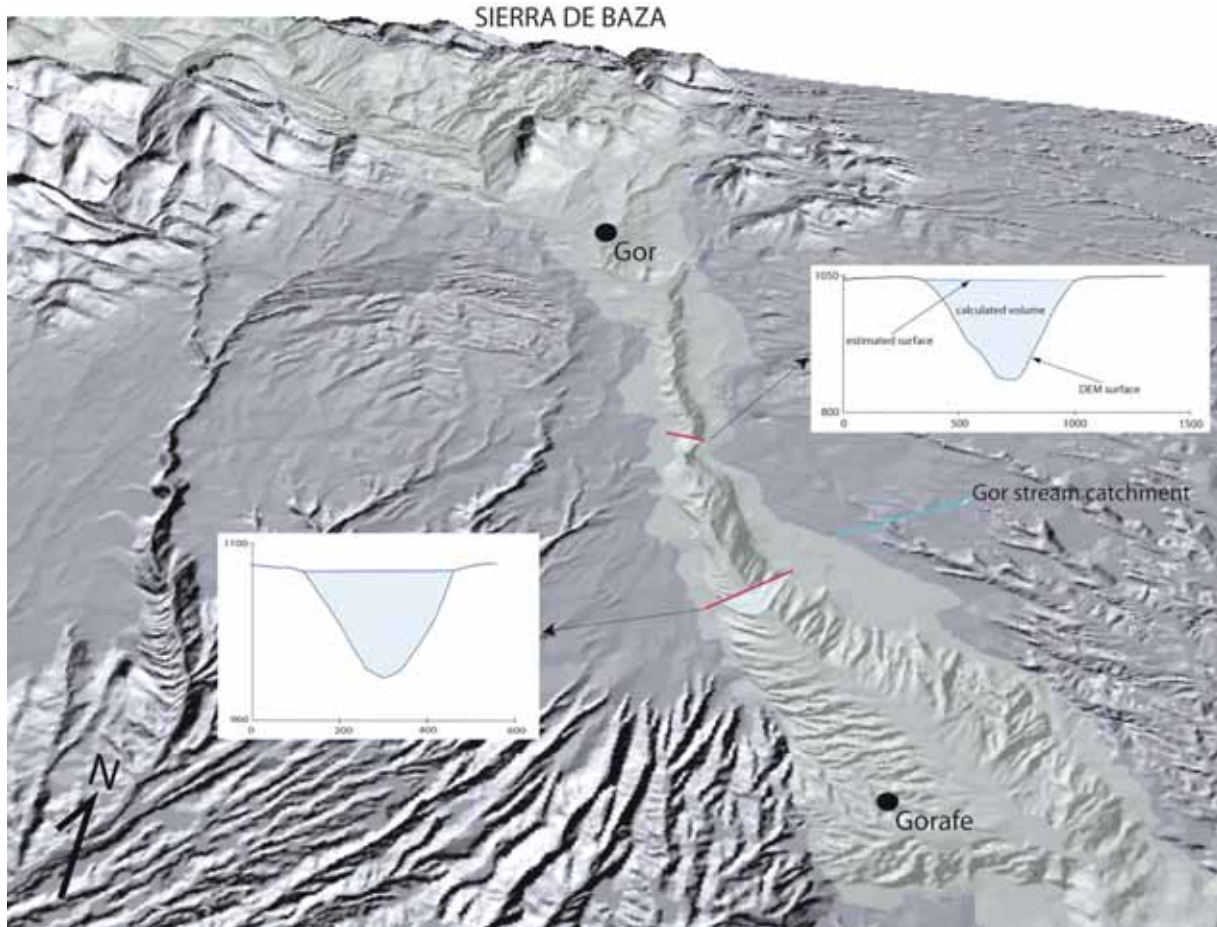 SIERRA DE BAZA
Gor
1050
calculated volume
estimated surface
DEM surface
800
0
500
1000
1500
Gor stream catchment
1100
960
0
200
400
600
N
Gorafe